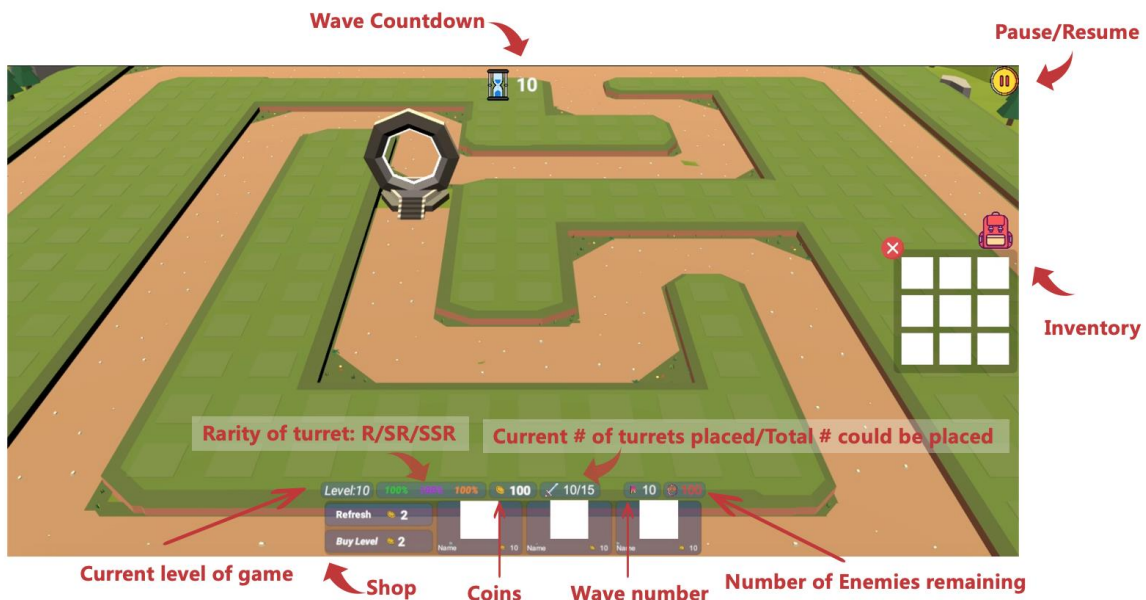 Wave Countdown
Pause/Resume
10
Inventory
Rarity of turret: R/SR/SSR
Current # of turrets placed/Total # could be placed
Level:10 100% 100% 100% 100 10/15 10 100
Refresh 2
Buy Level 2
Name 10 Name 10 Name 10
Current level of game
Shop
Coins
Wave number
Number of Enemies remaining